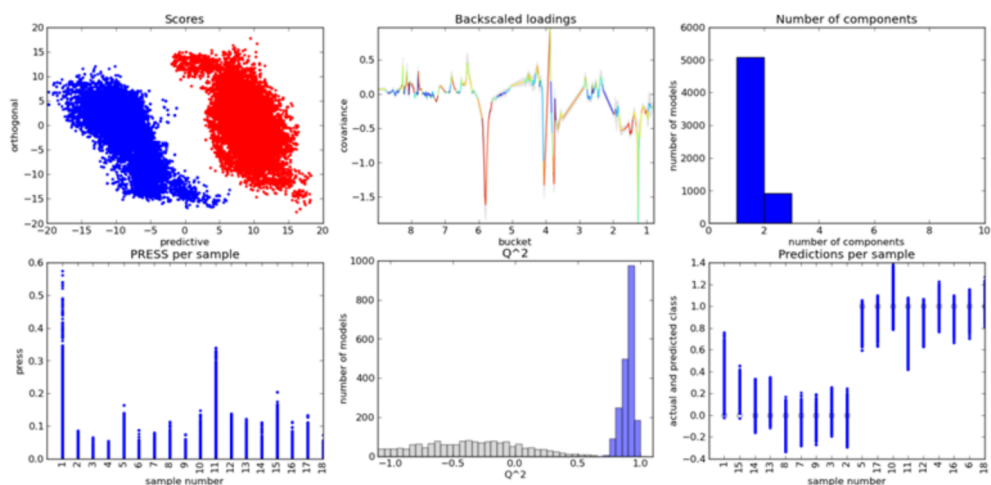 Scores
20
15
10
5
0
−5
−10
−15
−20
orthogonal
−20 −15 −10 −5 0 5 10 15 20
predictive
Backscaled loadings
0.5
0.0
−0.5
−1.0
−1.5
covariance
8 7 6 5 4 3 2 1
bucket
Number of components
6000
5000
4000
3000
2000
1000
0
number of models
0 2 4 6 8 10
number of components
PRESS per sample
0.6
0.5
0.4
0.3
0.2
0.1
0.0
press
1 2 3 4 5 6 7 8 9 10 11 12 13 14 15 16 17 18
sample number
Q^2
1000
800
600
400
200
0
number of models
−1.0 −0.5 0.0 0.5 1.0
Q^2
Predictions per sample
1.4
1.2
1.0
0.8
0.6
0.4
0.2
0.0
−0.2
−0.4
actual and predicted class
1 15 14 13 8 7 9 3 2 5 17 10 11 12 4 16 6 18
sample number